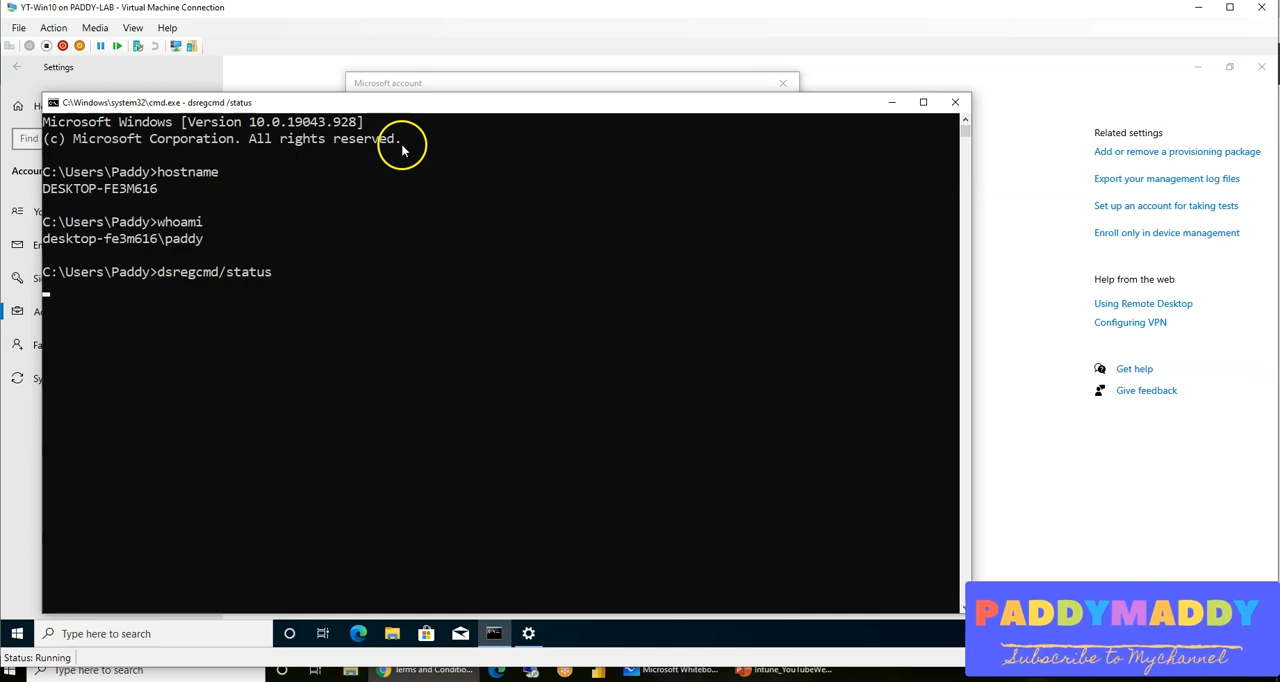 YT-Win10 on PADDY-LAB - Virtual Machine Connection
File Action Media View Help
Settings
Microsoft account
C:\Windows\system32\cmd.exe - dsregcmd /status
Microsoft Windows [Version 10.0.19043.928]
(c) Microsoft Corporation. All rights reserved.
C:\Users\Paddy>hostname
DESKTOP-FE3M616
C:\Users\Paddy>whoami
desktop-fe3m616\paddy
C:\Users\Paddy>dsregcmd/status
Find
Related settings
Add or remove a provisioning package
Export your management log files
Set up an account for taking tests
Enroll only in device management
Help from the web
Using Remote Desktop
Configuring VPN
Get help
Give feedback
PADDYMADDY
Subscribe to Mychannel
Type here to search
Status: Running
Type here to search
Terms and Conditio...
Microsoft Whitebo...
Intune_YouTubeWe...